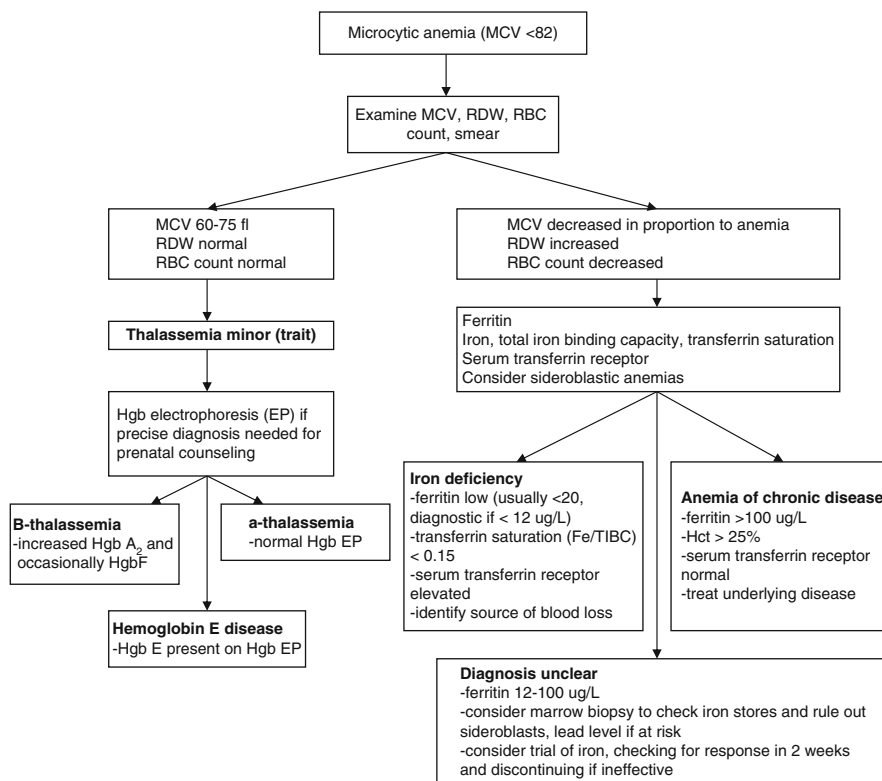 Microcytic anemia (MCV <82)
Examine MCV, RDW, RBC
count, smear
MCV 60-75 fl
RDW normal
RBC count normal
MCV decreased in proportion to anemia
RDW increased
RBC count decreased
Thalassemia minor (trait)
Ferritin
Iron, total iron binding capacity, transferrin saturation
Serum transferrin receptor
Consider sideroblastic anemias
Hgb electrophoresis (EP) if
precise diagnosis needed for
prenatal counseling
B-thalassemia
-increased Hgb A2 and
occasionally HgbF
a-thalassemia
-normal Hgb EP
Hemoglobin E disease
-Hgb E present on Hgb EP
Iron deficiency
-ferritin low (usually <20,
diagnostic if < 12 ug/L)
-transferrin saturation (Fe/TIBC)
< 0.15
-serum transferrin receptor
elevated
-identify source of blood loss
Anemia of chronic disease
-ferritin >100 ug/L
-Hct > 25%
-serum transferrin receptor
normal
-treat underlying disease
Diagnosis unclear
-ferritin 12-100 ug/L
-consider marrow biopsy to check iron stores and rule out
sideroblasts, lead level if at risk
-consider trial of iron, checking for response in 2 weeks
and discontinuing if ineffective